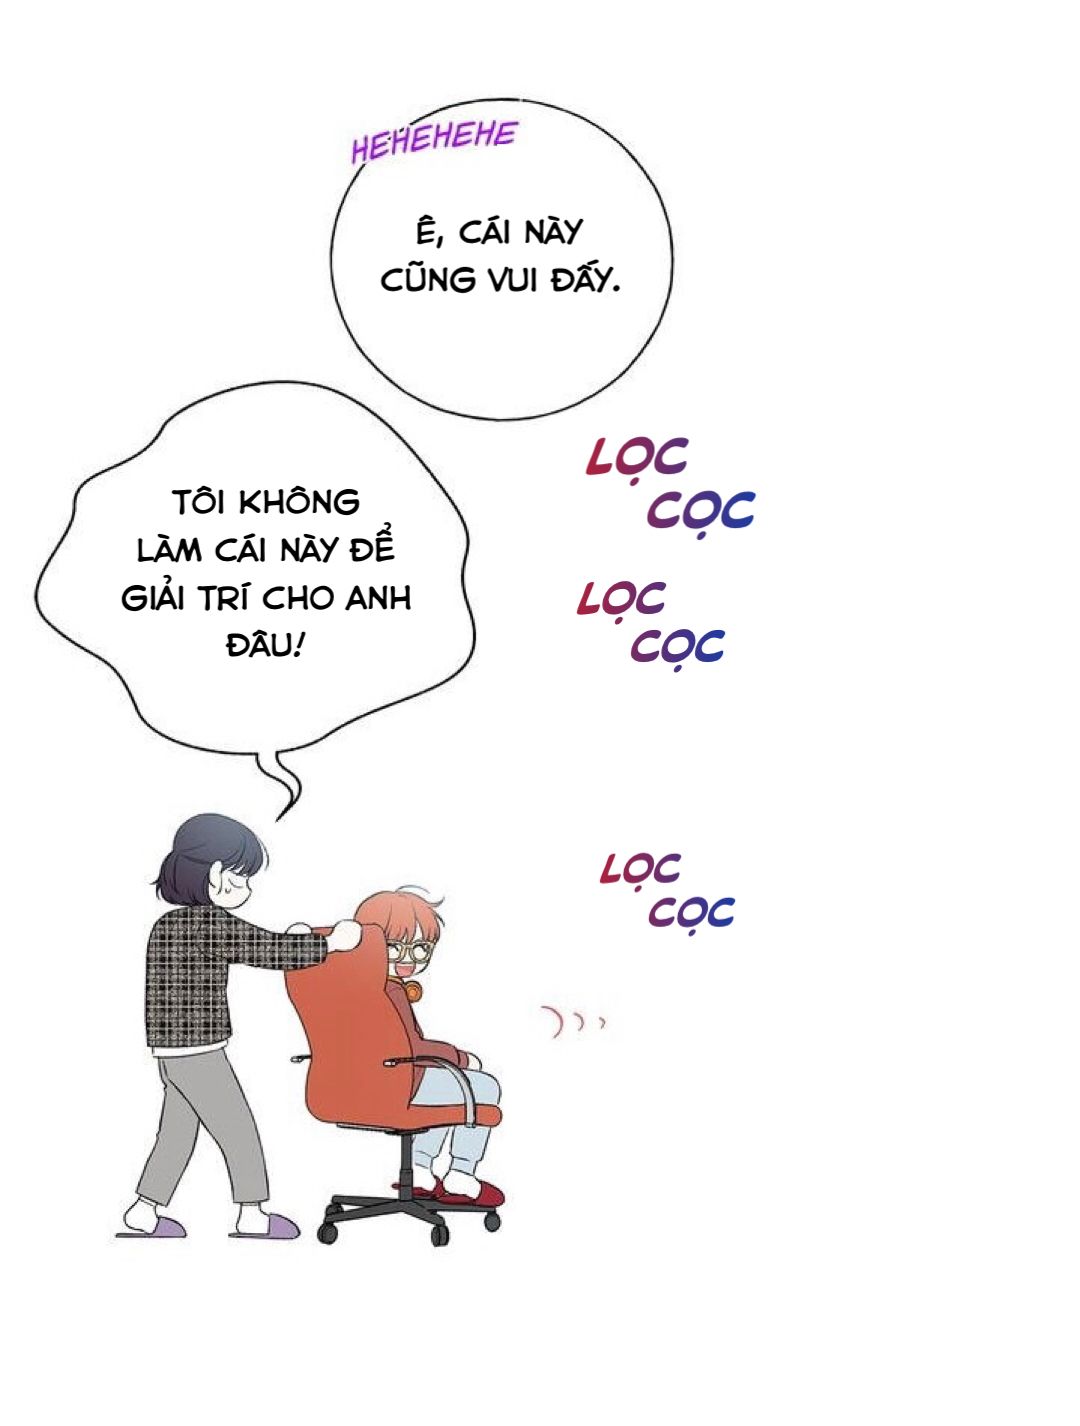 HEHEHEHE
Ê, CÁI NÀY
CŨNG VUI ĐẤY.
LỌC
CỌC
TÔI KHÔNG
LÀM CÁI NÀY ĐỂ
GIẢI TRÍ CHO ANH
ĐÂU!
LỌC
CỌC
LỌC
CỌC